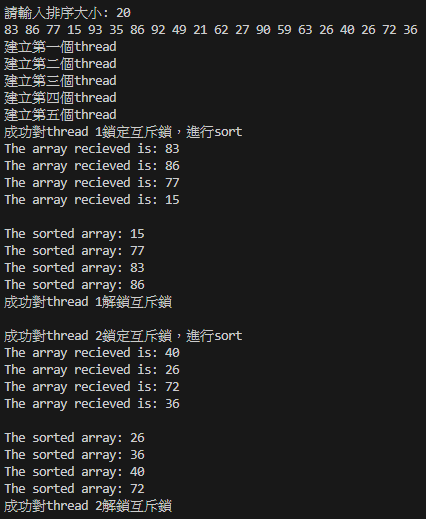 請輸入排序大小: 20
83 86 77 15 93 35 86 92 49 21 62 27 90 59 63 26 40 26 72 36
建立第一個thread
建立第二個thread
建立第三個thread
建立第四個thread
建立第五個thread
成功對thread 1鎖定互斥鎖，進行sort
The array recieved is: 83
The array recieved is: 86
The array recieved is: 77
The array recieved is: 15
The sorted array: 15
The sorted array: 77
The sorted array: 83
The sorted array: 86
成功對thread 1解鎖互斥鎖
成功對thread 2鎖定互斥鎖，進行sort
The array recieved is: 40
The array recieved is: 26
The array recieved is: 72
The array recieved is: 36
The sorted array: 26
The sorted array: 36
The sorted array: 40
The sorted array: 72
成功對thread 2解鎖互斥鎖